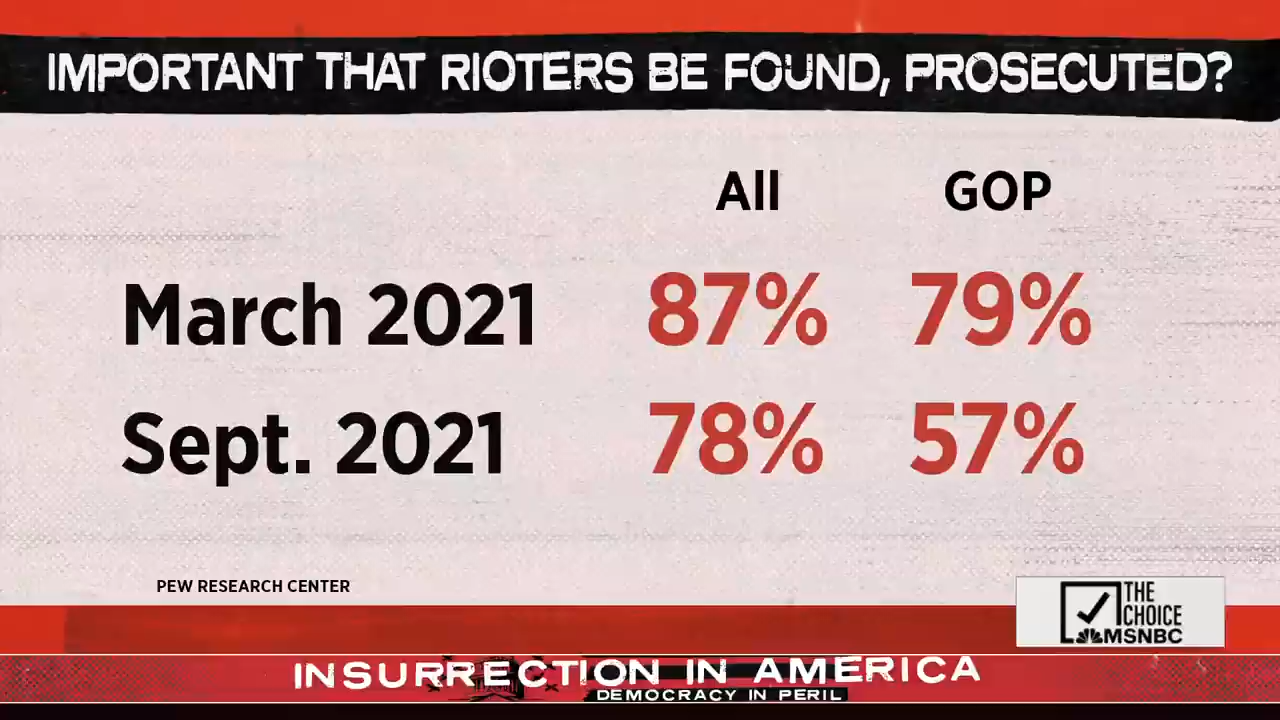 IMPORTANT THAT RIOTERS BE FOUND, PROSECUTED?
All GOP
March 2021 87% 79%
Sept. 2021 78% 57%
PEW RESEARCH CENTER
THE
CHOICE
MSNBC
INSURRECTION IN AMERICA
DEMOCRACY IN PERIL